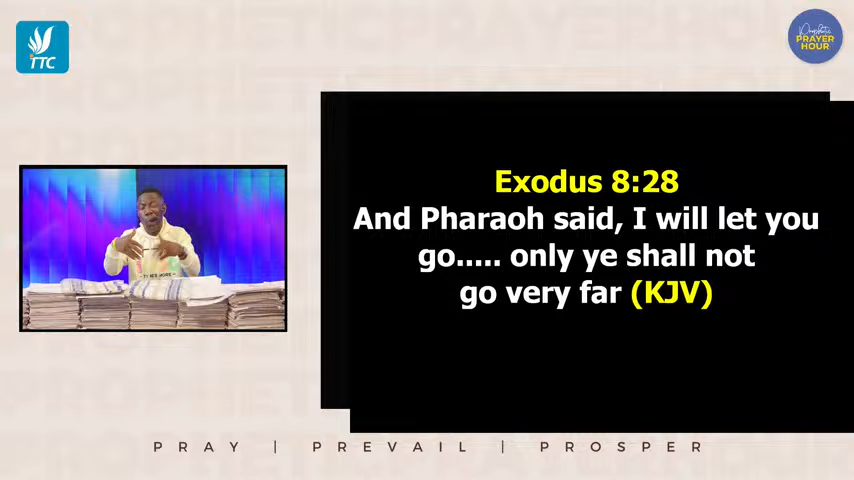 TTC
Prophetic
PRAYER
HOUR
Exodus 8:28
And Pharaoh said, I will let you
go..... only ye shall not
go very far (KJV)
PRAY | PREVAIL | PROSPER